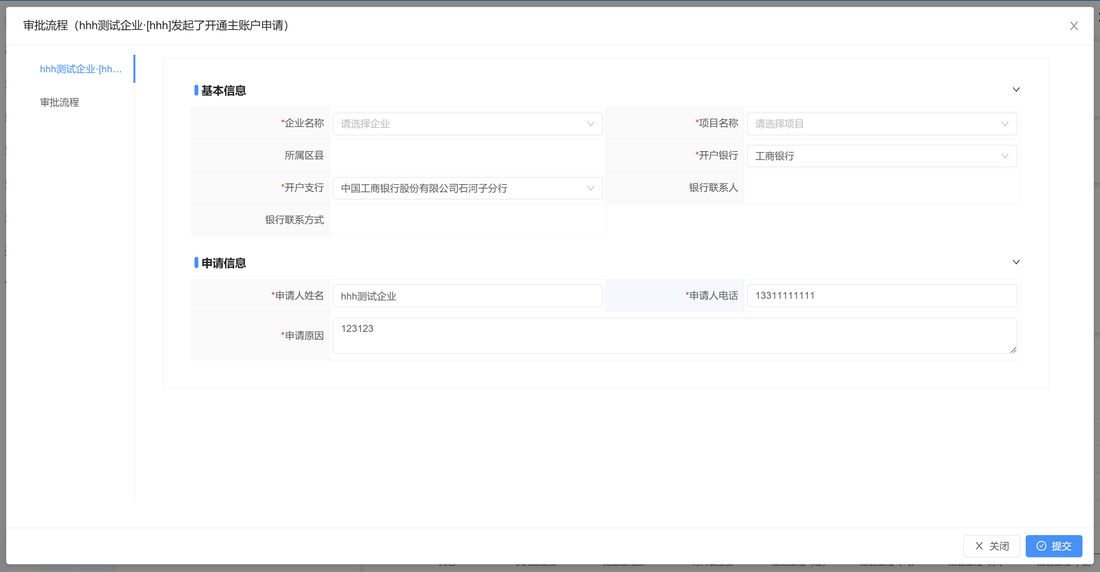 审批流程（hhh测试企业·[hhh]发起了开通主账户申请）
hhh测试企业·[hh...
审批流程
基本信息
*企业名称 请选择企业 *项目名称 请选择项目
所属区县 *开户银行 工商银行
*开户支行 中国工商银行股份有限公司石河子分行 银行联系人
银行联系方式
申请信息
*申请人姓名 hhh测试企业 *申请人电话 13311111111
*申请原因 123123
关闭 提交